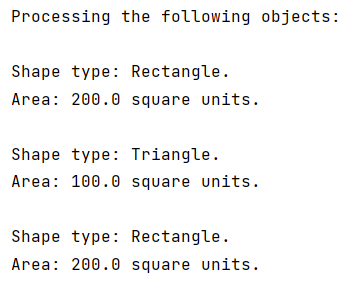 Processing the following objects:
Shape type: Rectangle.
Area: 200.0 square units.
Shape type: Triangle.
Area: 100.0 square units.
Shape type: Rectangle.
Area: 200.0 square units.